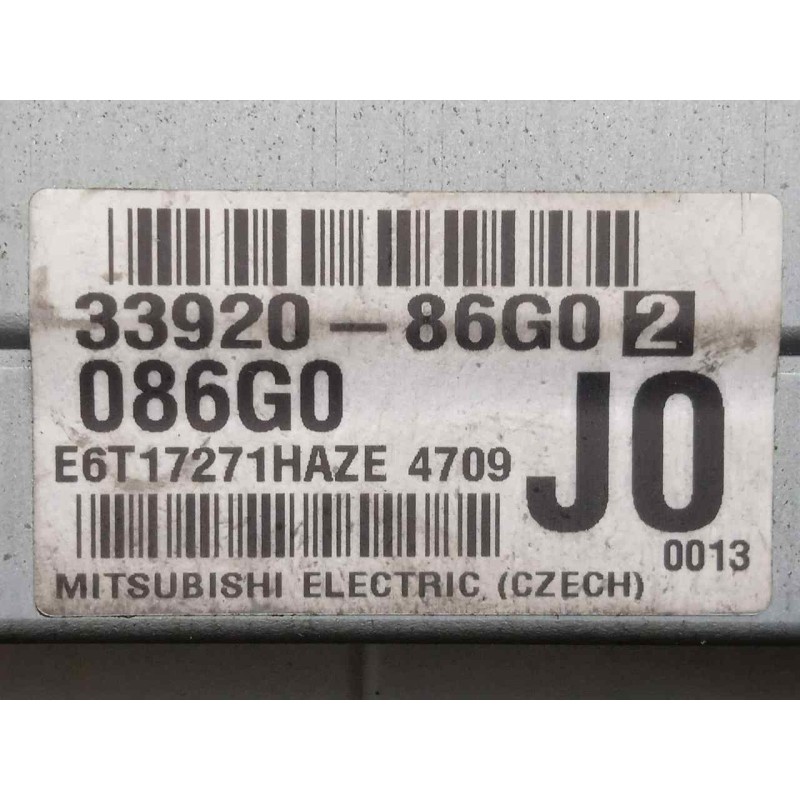 33920-86G0 2
086G0
J0
E6T17271HAZE 4709
0013
MITSUBISHI ELECTRIC (CZECH)